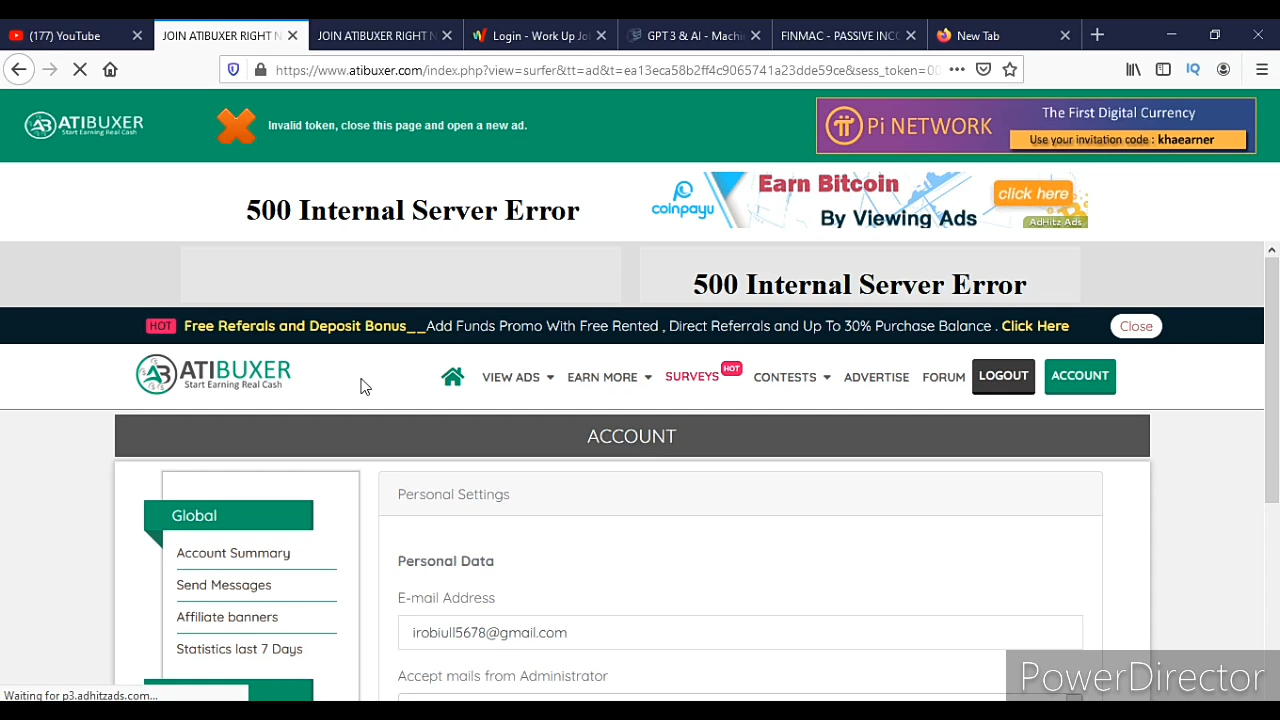 (177) YouTube
JOIN ATIBUXER RIGHT N
JOIN ATIBUXER RIGHT N
Login - Work Up Jo
GPT 3 & AI - Machi
FINMAC - PASSIVE INCO
New Tab
https://www.atibuxer.com/index.php?view=surfer&tt=ad&t=ea13eca58b2ff4c9065741a23dde59ce&sess_token=00
ATIBUXER
Start Earning Real Cash
Invalid token, close this page and open a new ad.
Pi NETWORK
The First Digital Currency
Use your invitation code : khaearner
500 Internal Server Error
coinpayu
Earn Bitcoin
By Viewing Ads
click here
AdHitz Ads
500 Internal Server Error
HOT Free Referals and Deposit Bonus__Add Funds Promo With Free Rented , Direct Referrals and Up To 30% Purchase Balance . Click Here
Close
ATIBUXER
Start Earning Real Cash
VIEW ADS
EARN MORE
SURVEYS HOT
CONTESTS
ADVERTISE
FORUM
LOGOUT
ACCOUNT
ACCOUNT
Global
Account Summary
Send Messages
Affiliate banners
Statistics last 7 Days
Personal Settings
Personal Data
E-mail Address
irobiull5678@gmail.com
Accept mails from Administrator
Waiting for p3.adhitzads.com...
PowerDirector